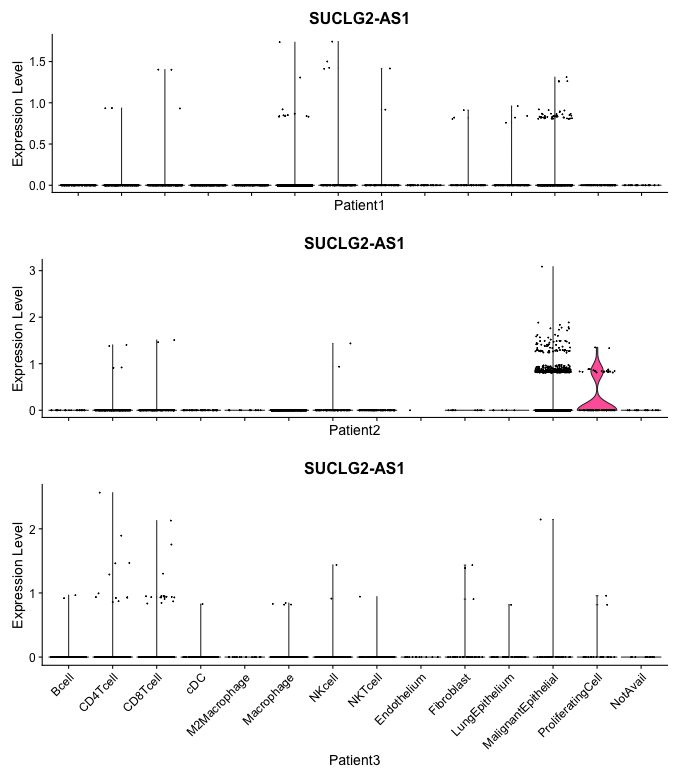 SUCLG2-AS1
Expression Level
1.5
1.0
0.5
0.0
Patient1
SUCLG2-AS1
Expression Level
3
2
1
0
Patient2
SUCLG2-AS1
Expression Level
2
1
0
Bcell
CD4Tcell
CD8Tcell
cDC
M2Macrophage
Macrophage
NKcell
NKTcell
Endothelium
Fibroblast
LungEpithelium
MalignantEpithelial
ProliferatingCell
NotAvail
Patient3